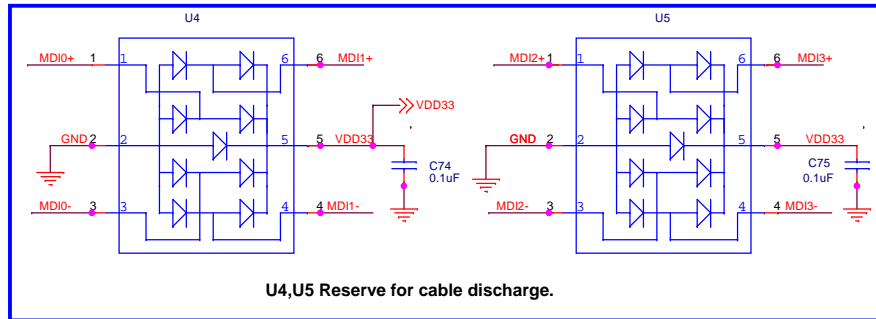 U4
U5
MDI0+ 1 1 6 6 MDI1+
MDI2+ 1 1 6 6 MDI3+
VDD33
GND 2 2 5 5 VDD33
GND 2 2 5 5 VDD33
C74
0.1uF
C75
0.1uF
MDI0- 3 3 4 4 MDI1-
MDI2- 3 3 4 4 MDI3-
U4,U5 Reserve for cable discharge.